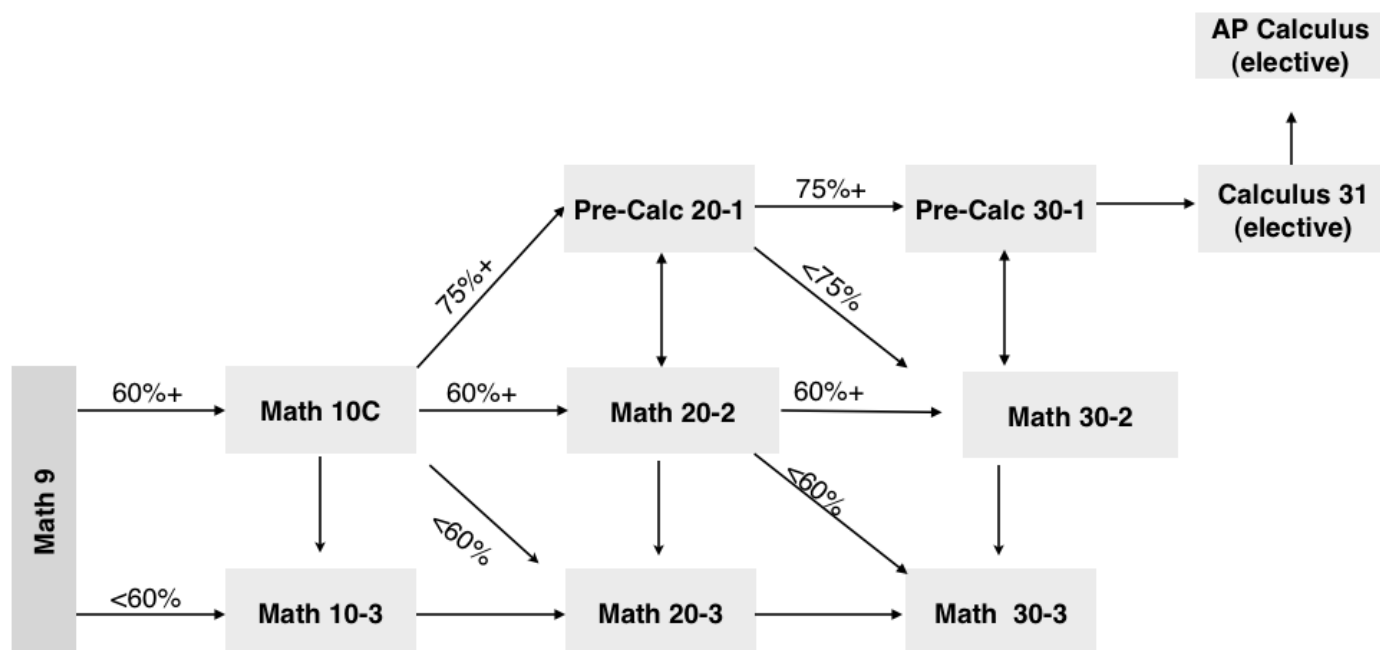 AP Calculus
(elective)
75%+
Pre-Calc 20-1
Pre-Calc 30-1
Calculus 31
(elective)
75%+
<75%
60%+
Math 10C
60%+
Math 20-2
60%+
Math 30-2
Math 9
<60%
<60%
<60%
Math 10-3
Math 20-3
Math  30-3